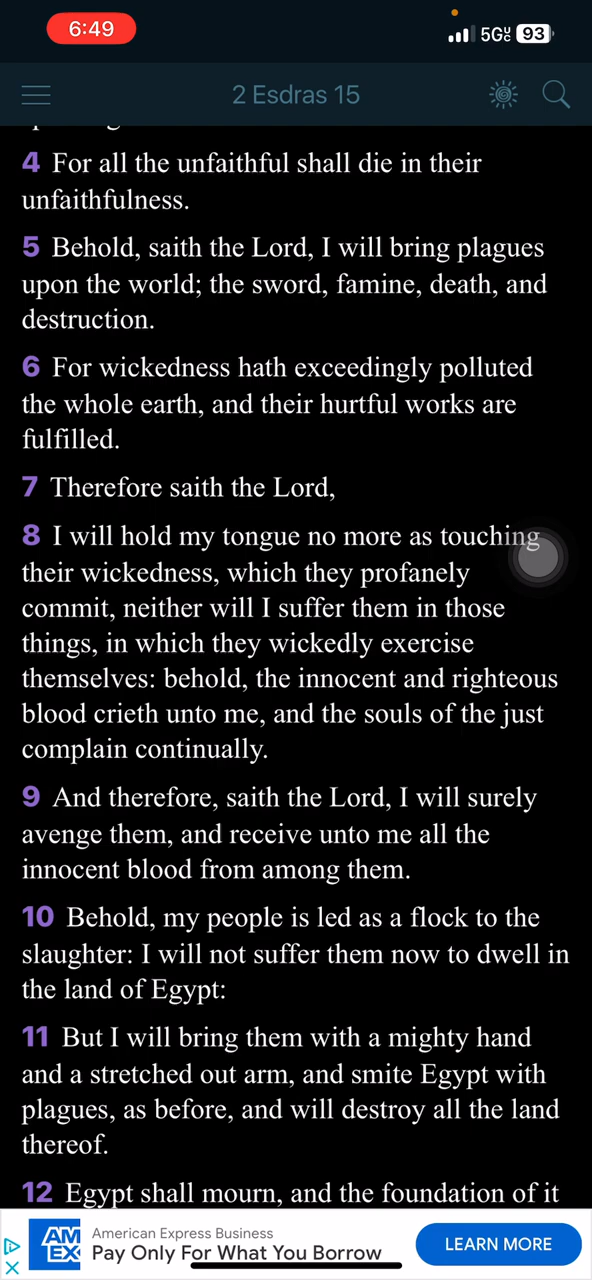 6:49
5G 93
2 Esdras 15
4 For all the unfaithful shall die in their
unfaithfulness.
5 Behold, saith the Lord, I will bring plagues
upon the world; the sword, famine, death, and
destruction.
6 For wickedness hath exceedingly polluted
the whole earth, and their hurtful works are
fulfilled.
7 Therefore saith the Lord,
8 I will hold my tongue no more as touching
their wickedness, which they profanely
commit, neither will I suffer them in those
things, in which they wickedly exercise
themselves: behold, the innocent and righteous
blood crieth unto me, and the souls of the just
complain continually.
9 And therefore, saith the Lord, I will surely
avenge them, and receive unto me all the
innocent blood from among them.
10 Behold, my people is led as a flock to the
slaughter: I will not suffer them now to dwell in
the land of Egypt:
11 But I will bring them with a mighty hand
and a stretched out arm, and smite Egypt with
plagues, as before, and will destroy all the land
thereof.
12 Egypt shall mourn, and the foundation of it
AM
EX
American Express Business
Pay Only For What You Borrow
LEARN MORE